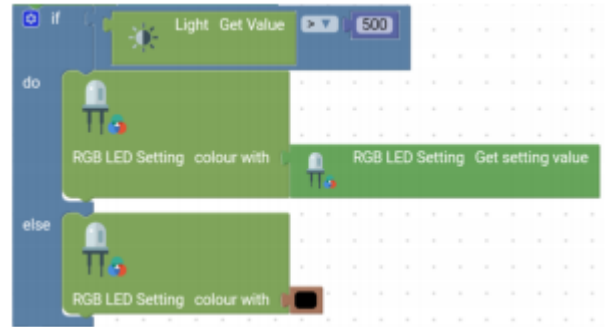 if Light Get Value > 500
do
RGB LED Setting colour with RGB LED Setting Get setting value
else
RGB LED Setting colour with